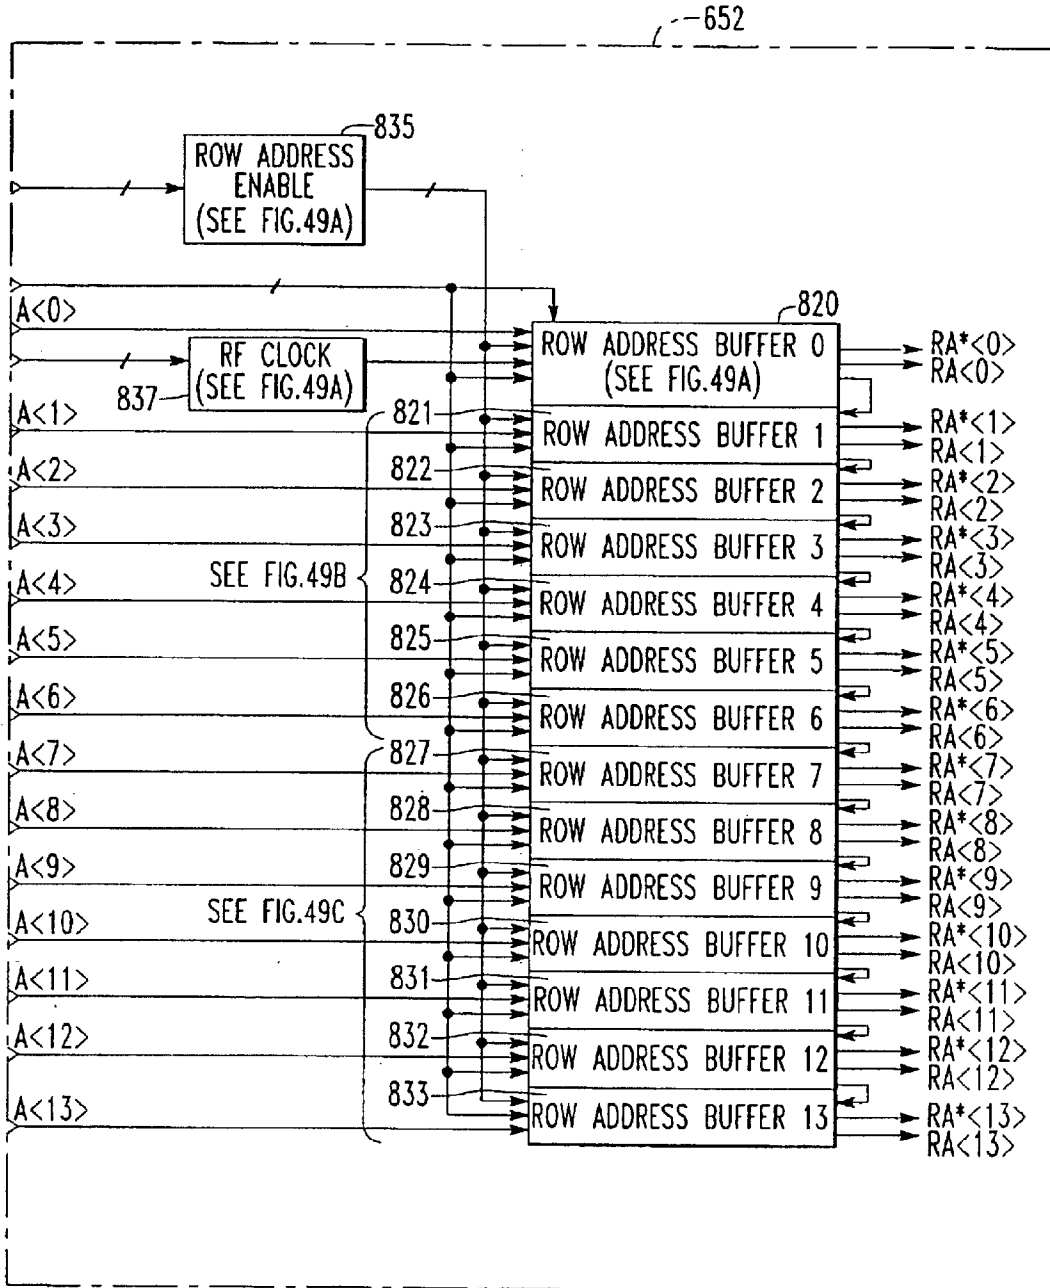 652
835
ROW ADDRESS
ENABLE
(SEE FIG.49A)
A<0>
820
ROW ADDRESS BUFFER 0
(SEE FIG.49A)
RA*<0>
RA<0>
RF CLOCK
(SEE FIG.49A)
837
A<1>
821
ROW ADDRESS BUFFER 1
RA*<1>
RA<1>
A<2>
822
ROW ADDRESS BUFFER 2
RA*<2>
RA<2>
A<3>
823
ROW ADDRESS BUFFER 3
RA*<3>
RA<3>
SEE FIG.49B
A<4>
824
ROW ADDRESS BUFFER 4
RA*<4>
RA<4>
A<5>
825
ROW ADDRESS BUFFER 5
RA*<5>
RA<5>
A<6>
826
ROW ADDRESS BUFFER 6
RA*<6>
RA<6>
A<7>
827
ROW ADDRESS BUFFER 7
RA*<7>
RA<7>
A<8>
828
ROW ADDRESS BUFFER 8
RA*<8>
RA<8>
A<9>
829
ROW ADDRESS BUFFER 9
RA*<9>
RA<9>
SEE FIG.49C
A<10>
830
ROW ADDRESS BUFFER 10
RA*<10>
RA<10>
A<11>
831
ROW ADDRESS BUFFER 11
RA*<11>
RA<11>
A<12>
832
ROW ADDRESS BUFFER 12
RA*<12>
RA<12>
A<13>
833
ROW ADDRESS BUFFER 13
RA*<13>
RA<13>